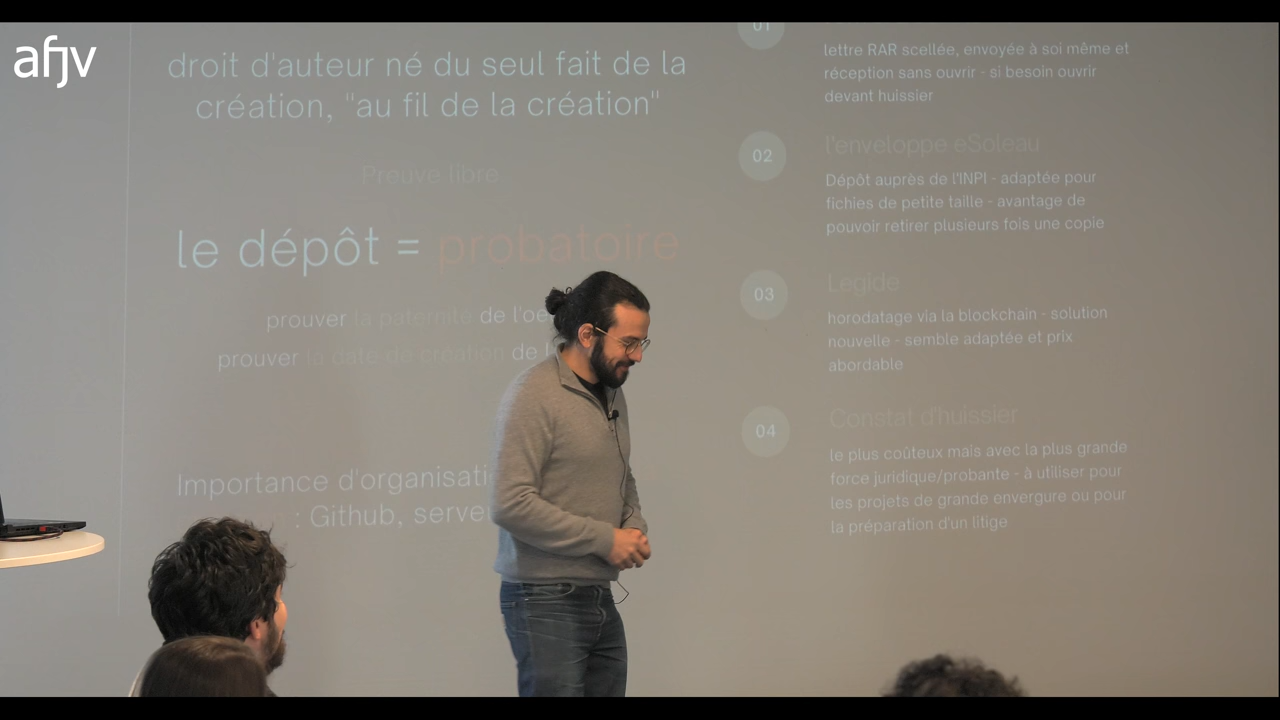 afjv
droit d'auteur né du seul fait de la
création, "au fil de la création"
Preuve libre.
le dépôt = probatoire
prouver la paternité de l'oe
prouver la date de création de l
Importance d'organisati
: Github, serve
01
lettre RAR scellée, envoyée à soi même et
réception sans ouvrir - si besoin ouvrir
devant huissier
02
l'enveloppe eSoleau
Dépôt auprès de l'INPI - adaptée pour
fichies de petite taille - avantage de
pouvoir retirer plusieurs fois une copie
03
Legide
horodatage via la blockchain - solution
nouvelle - semble adaptée et prix
abordable
04
Constat d'huissier
le plus coûteux mais avec la plus grande
force juridique/probante - à utiliser pour
les projets de grande envergure ou pour
la préparation d'un litige